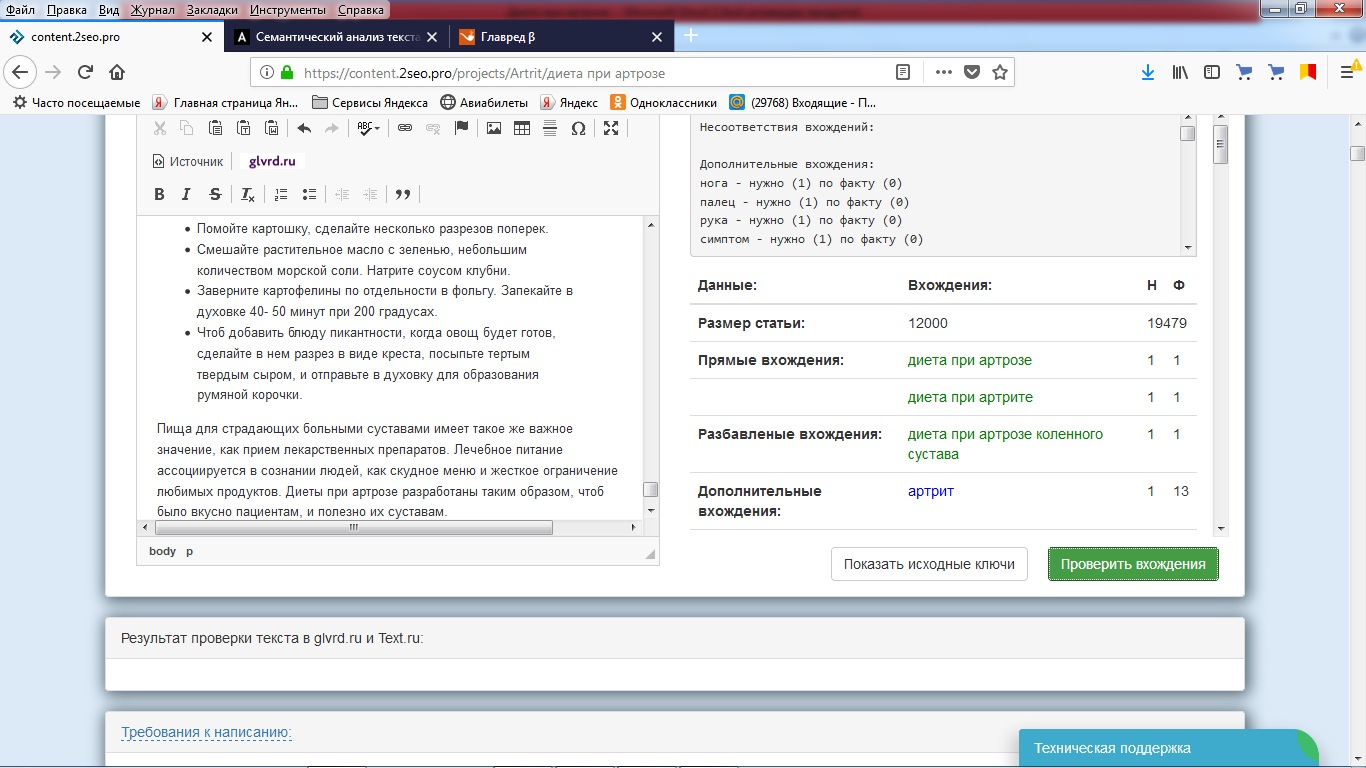 Файл Правка Вид Журнал Закладки Инструменты Справка
content.2seo.pro
Семантический анализ текста
Главред β
https://content.2seo.pro/projects/Artrit/диета при артрозе
Часто посещаемые
Главная страница Ян...
Сервисы Яндекса
Авиабилеты
Яндекс
Одноклассники
(29768) Входящие - П...
Источник
glvrd.ru
Помойте картошку, сделайте несколько разрезов поперек.
Смешайте растительное масло с зеленью, небольшим
количеством морской соли. Натрите соусом клубни.
Заверните картофелины по отдельности в фольгу. Запекайте в
духовке 40- 50 минут при 200 градусах.
Чтоб добавить блюду пикантности, когда овощ будет готов,
сделайте в нем разрез в виде креста, посыпьте тертым
твердым сыром, и отправьте в духовку для образования
румяной корочки.
Пища для страдающих больными суставами имеет такое же важное
значение, как прием лекарственных препаратов. Лечебное питание
ассоциируется в сознании людей, как скудное меню и жесткое ограничение
любимых продуктов. Диеты при артрозе разработаны таким образом, чтоб
было вкусно пациентам, и полезно их суставам.
body p
Несоответствия вхождений:
Дополнительные вхождения:
нога - нужно (1) по факту (0)
палец - нужно (1) по факту (0)
рука - нужно (1) по факту (0)
симптом - нужно (1) по факту (0)
Данные: Вхождения: Н Ф
Размер статьи: 12000 19479
Прямые вхождения: диета при артрозе 1 1
диета при артрите 1 1
Разбавленые вхождения: диета при артрозе коленного 1 1
сустава
Дополнительные артрит 1 13
вхождения:
Показать исходные ключи
Проверить вхождения
Результат проверки текста в glvrd.ru и Text.ru:
Требования к написанию:
Техническая поддержка